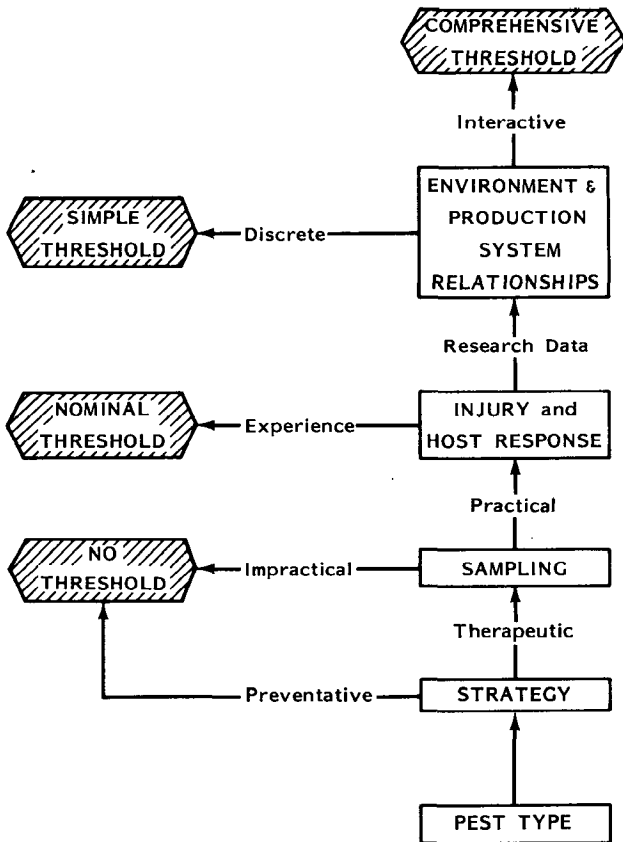 COMPREHENSIVE
THRESHOLD
Interactive
ENVIRONMENT &
PRODUCTION
SYSTEM
RELATIONSHIPS
SIMPLE
THRESHOLD
Discrete
Research Data
NOMINAL
THRESHOLD
Experience
INJURY and
HOST RESPONSE
Practical
NO
THRESHOLD
Impractical
SAMPLING
Therapeutic
Preventative
STRATEGY
PEST TYPE